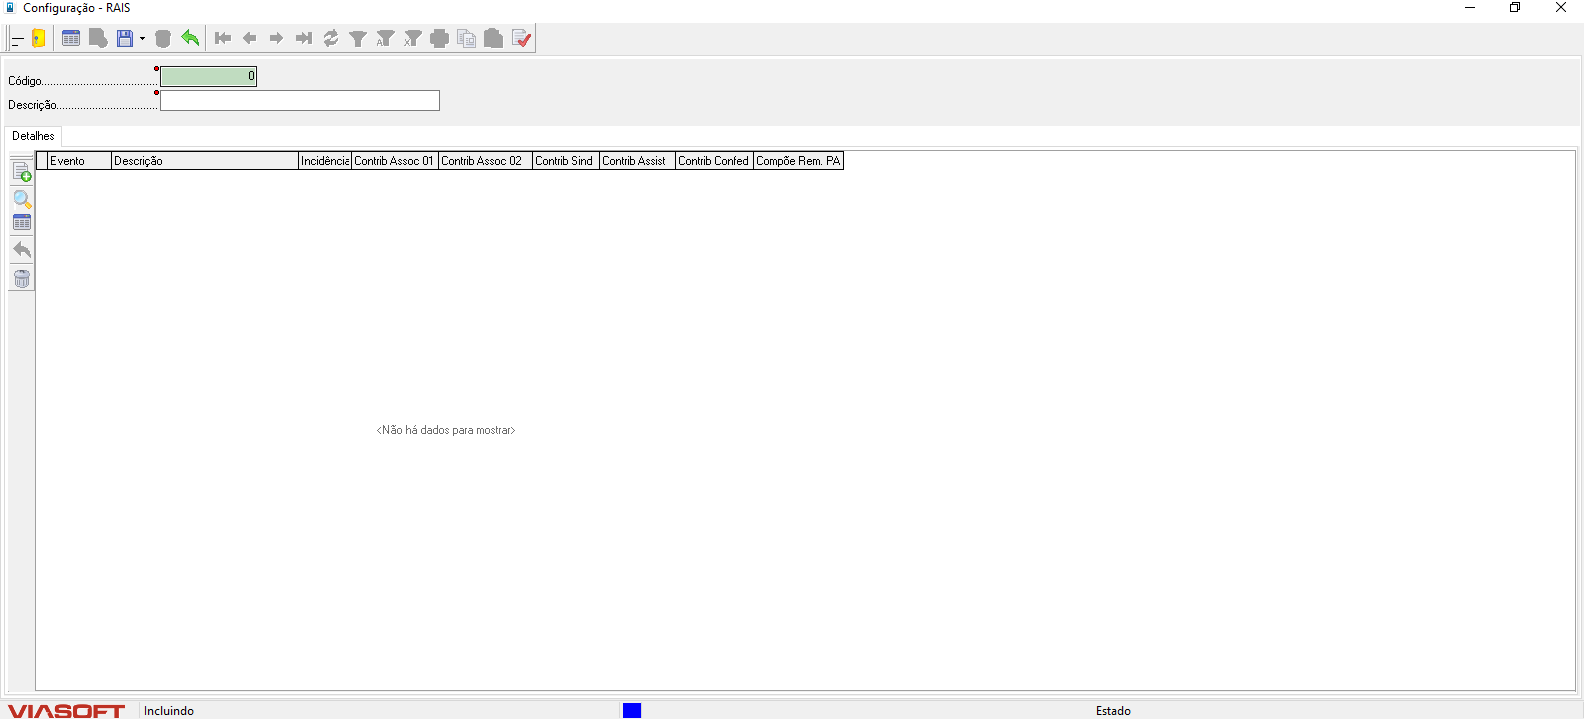 Configuração - RAIS
Código..................................... 0
Descrição.................................
Detalhes
Evento Descrição Incidência Contrib Assoc 01 Contrib Assoc 02 Contrib Sind Contrib Assist Contrib Confed Compõe Rem. PA
<Não há dados para mostrar>
VIASOFT Incluindo Estado